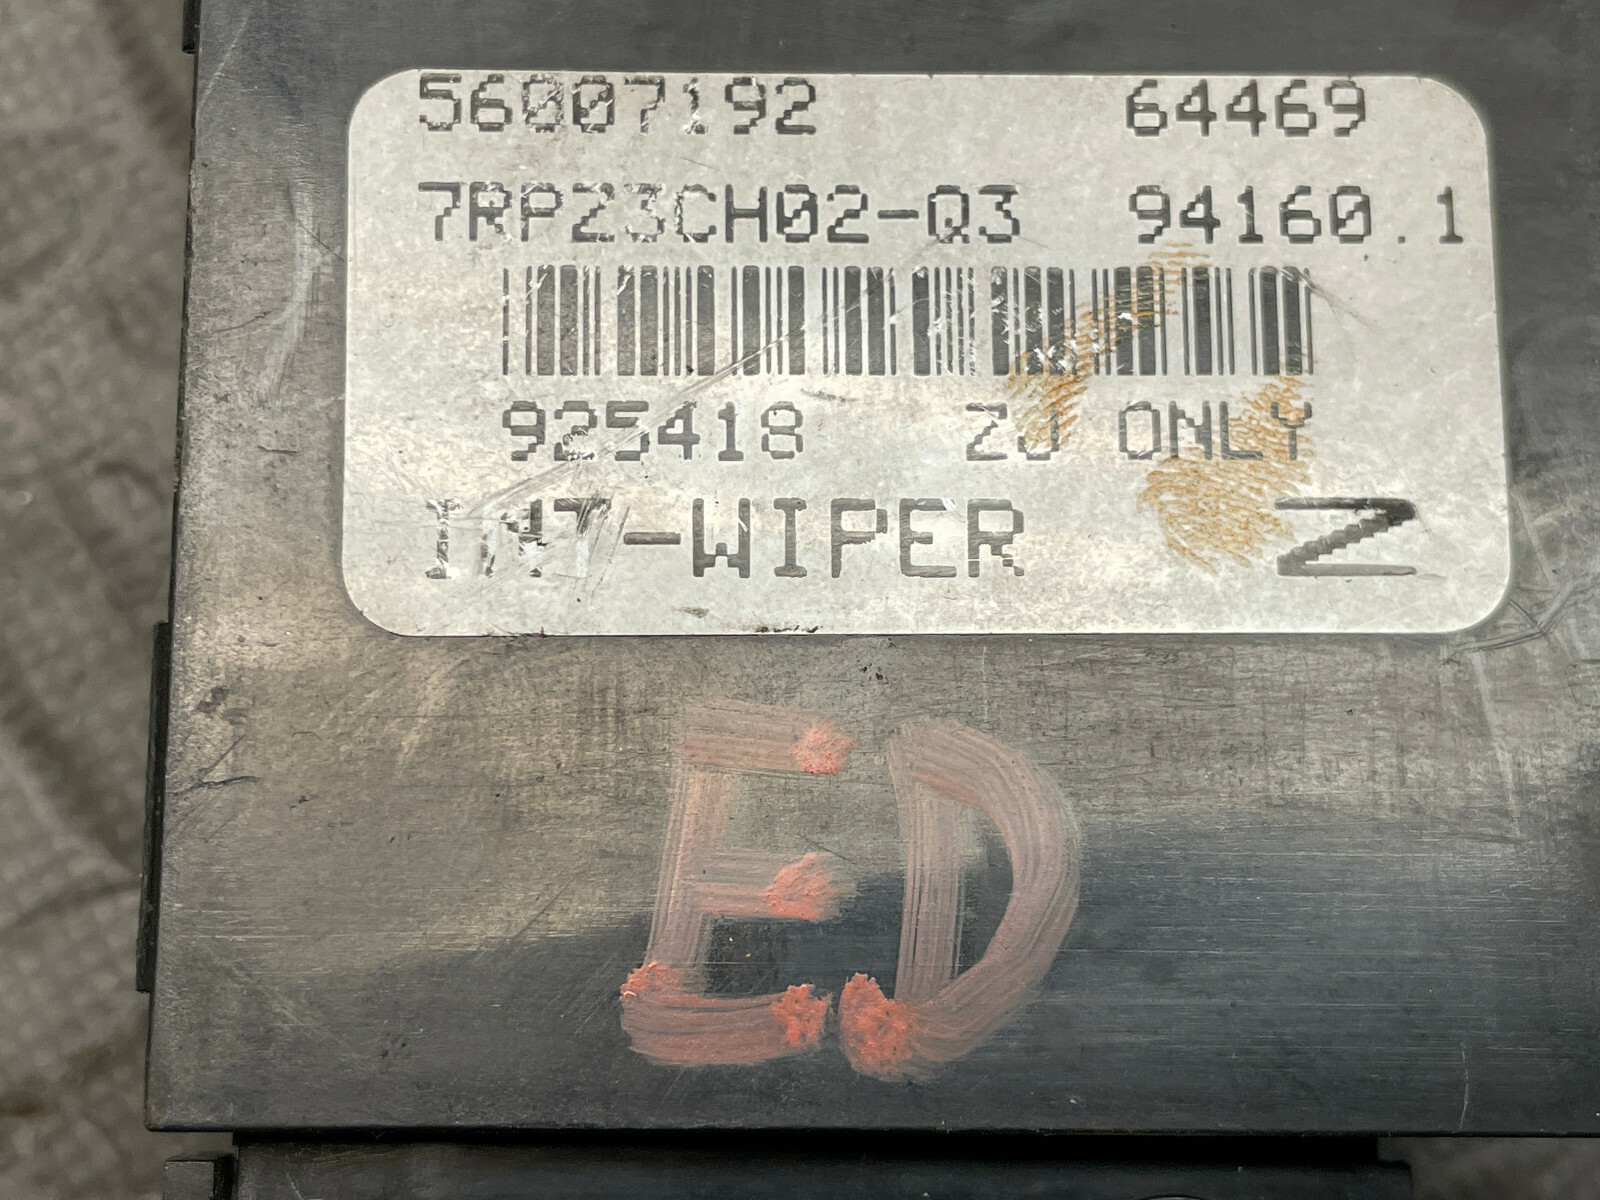 56007192 64469
7RPZ3CH02-Q3 94160.1
925418 ZJ ONLY
INT-WIPER Z
ED